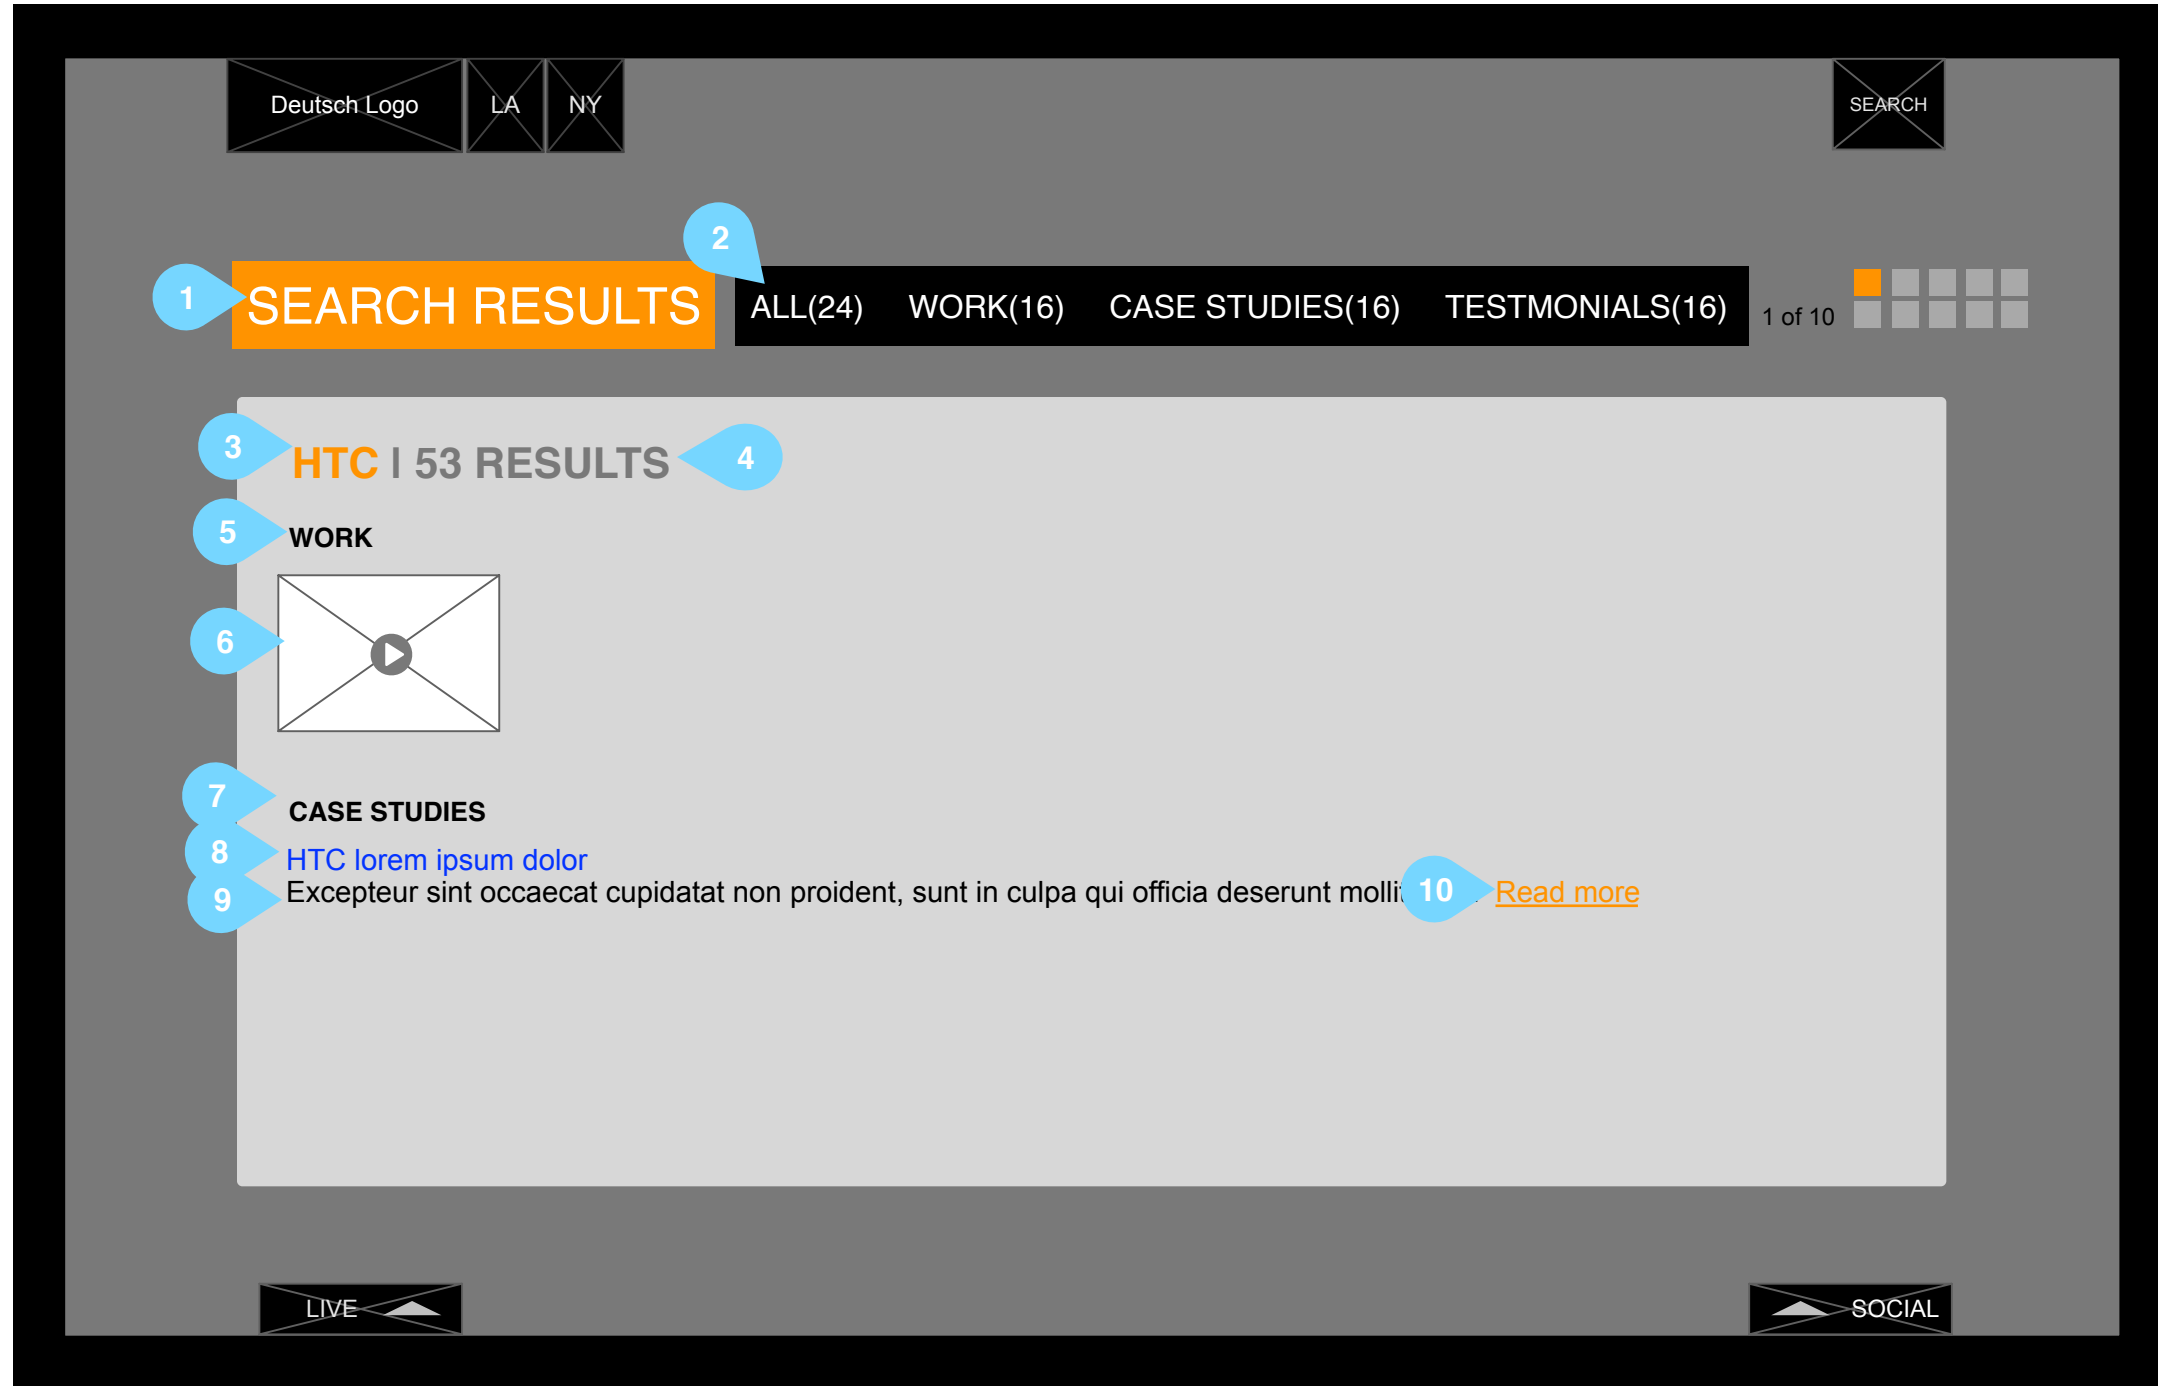 Deutsch Logo LA NY SEARCH
2
1 SEARCH RESULTS ALL(24) WORK(16) CASE STUDIES(16) TESTMONIALS(16) 1 of 10
3 HTC | 53 RESULTS 4
5 WORK
6
7 CASE STUDIES
8 HTC lorem ipsum dolor
9 Excepteur sint occaecat cupidatat non proident, sunt in culpa qui officia deserunt 10 Read more
LIVE SOCIAL